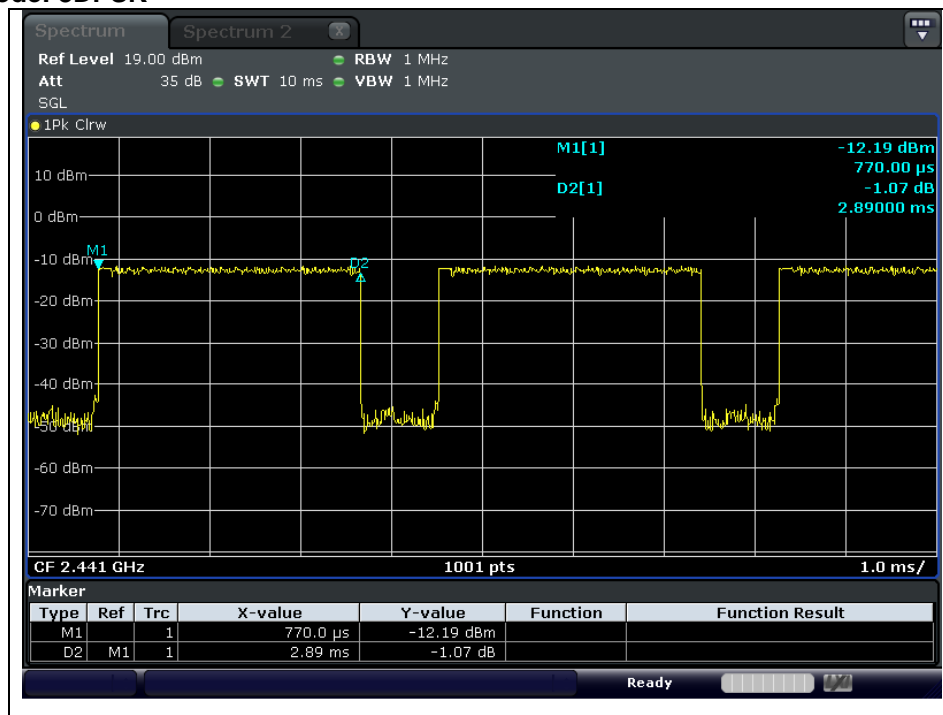 Spectrum Spectrum 2 X
Ref Level 19.00 dBm RBW 1 MHz
Att 35 dB SWT 10 ms VBW 1 MHz
SGL
1Pk Clrw
M1[1] -12.19 dBm
770.00 µs
D2[1] -1.07 dB
2.89000 ms
10 dBm
0 dBm
M1
-10 dBm
D2
-20 dBm
-30 dBm
-40 dBm
-50 dBm
-60 dBm
-70 dBm
CF 2.441 GHz 1001 pts 1.0 ms/
Marker
Type Ref Trc X-value Y-value Function Function Result
M1 1 770.0 µs -12.19 dBm
D2 M1 1 2.89 ms -1.07 dB
Ready